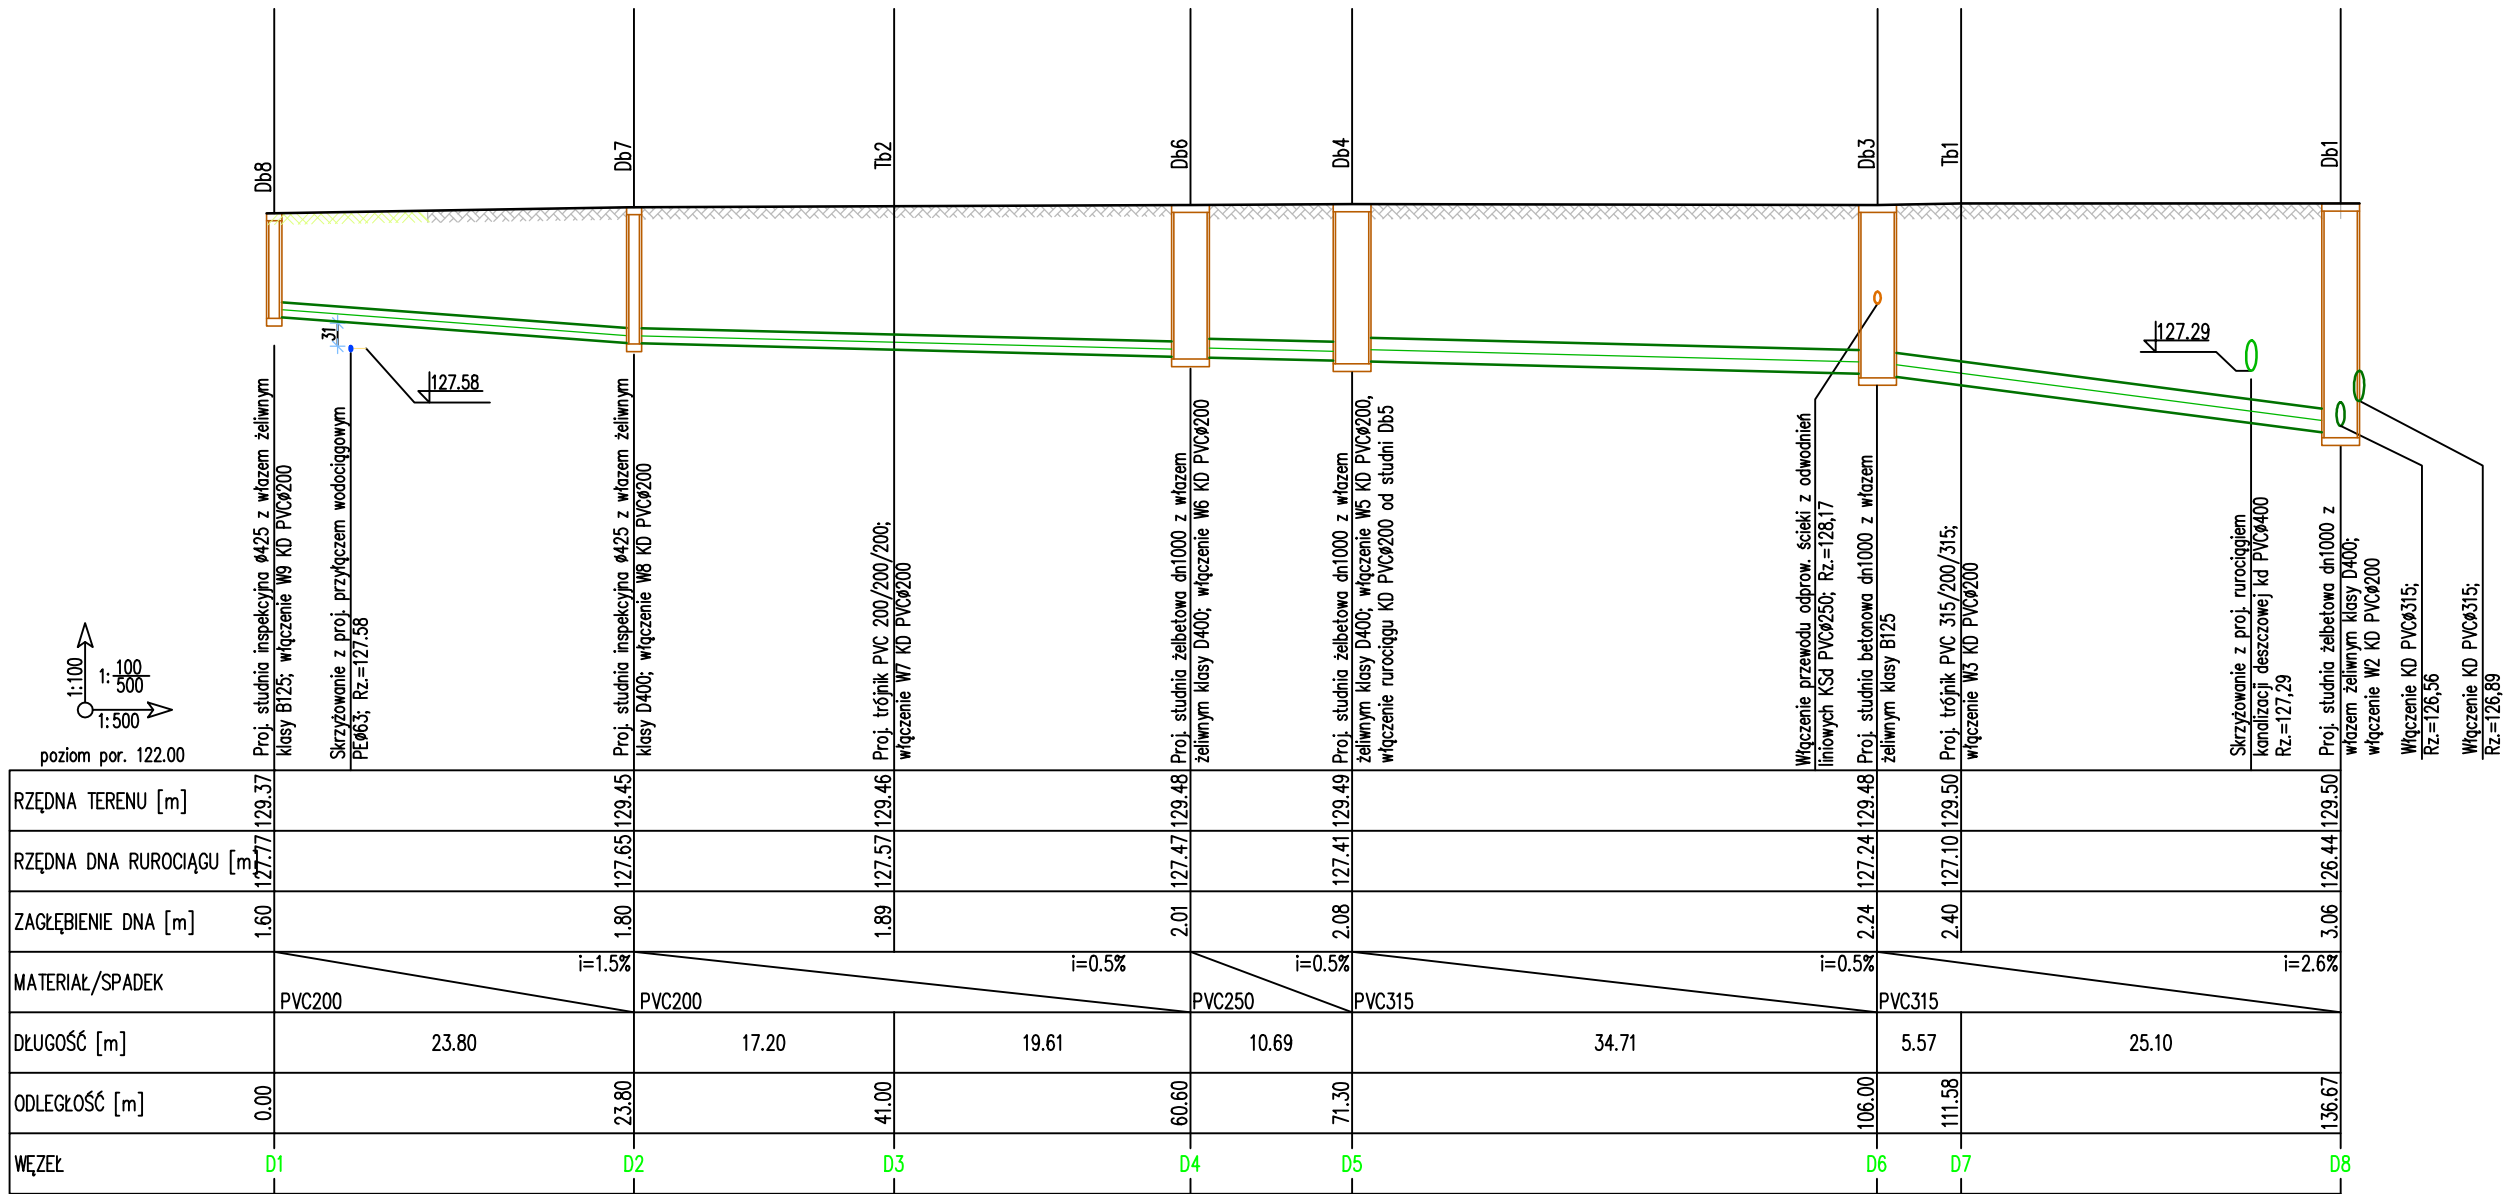 Db8
Db7
Tb2
Db6
Db4
Db3
Tb1
Db1
31
127.58
127.29
Proj. studnia inspekcyjna ø425 z włazem żeliwnym
klasy B125; włączenie W9 KD PVCø200
Skrzyżowanie z proj. przyłączem wodociągowym
PEø63; Rz.=127.58
Proj. studnia inspekcyjna ø425 z włazem żeliwnym
klasy D400; włączenie W8 KD PVCø200
Proj. trójnik PVC 200/200/200;
włączenie W7 KD PVCø200
Proj. studnia żelbetowa dn1000 z włazem
żeliwnym klasy D400; włączenie W6 KD PVCø200
Proj. studnia żelbetowa dn1000 z włazem
żeliwnym klasy D400; włączenie W5 KD PVCø200,
włączenie rurociągu KD PVCø200 od studni Db5
Włączenie przewodu odprow. ścieki z odwodnień
liniowych KSd PVCø250; Rz.=128,17
Proj. studnia betonowa dn1000 z włazem
żeliwnym klasy B125
Proj. trójnik PVC 315/200/315;
włączenie W3 KD PVCø200
Skrzyżowanie z proj. rurociągiem
kanalizacji deszczowej kd PVCø400
Rz.=127,29
Proj. studnia żelbetowa dn1000 z
włazem żeliwnym klasy D400;
włączenie W2 KD PVCø200
Włączenie KD PVCø315;
Rz.=126,56
Włączenie KD PVCø315;
Rz.=126,89
1:100
1:100/500
1:500
poziom por. 122.00
RZĘDNA TERENU [m] 129.37 129.45 129.46 129.48 129.49 129.48 129.50 129.50
RZĘDNA DNA RUROCIĄGU [m] 127.77 127.65 127.57 127.47 127.41 127.24 127.10 126.44
ZAGŁĘBIENIE DNA [m] 1.60 1.80 1.89 2.01 2.08 2.24 2.40 3.06
i=1.5% i=0.5% i=0.5% i=0.5% i=2.6%
MATERIAŁ/SPADEK
PVC200 PVC200 PVC250 PVC315 PVC315
DŁUGOŚĆ [m] 23.80 17.20 19.61 10.69 34.71 5.57 25.10
ODLEGŁOŚĆ [m] 0.00 23.80 41.00 60.60 71.30 106.00 111.58 136.67
WĘZEŁ D1 D2 D3 D4 D5 D6 D7 D8